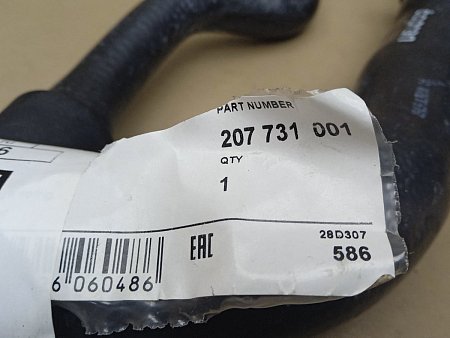 PART NUMBER
207 731 001
QTY
1
28D307
586
EAC
6 060486